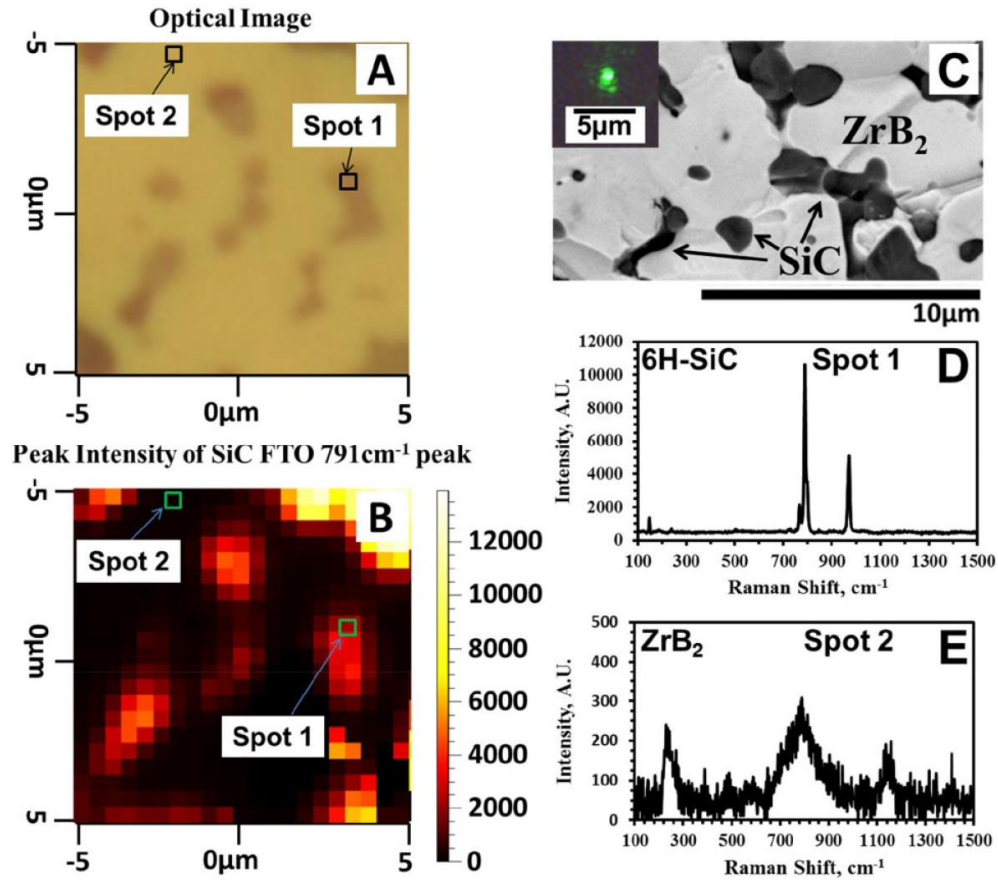 Optical Image
A
-5
0µm
5
Spot 2
Spot 1
-5
0µm
5
Peak Intensity of SiC FTO 791cm⁻¹ peak
B
-5
0µm
5
Spot 2
Spot 1
-5
0µm
5
12000
10000
8000
6000
4000
2000
0
C
5µm
ZrB₂
SiC
10µm
6H-SiC
Spot 1
D
Intensity, A.U.
12000
10000
8000
6000
4000
2000
0
100 300 500 700 900 1100 1300 1500
Raman Shift, cm⁻¹
ZrB₂
Spot 2
E
Intensity, A.U.
500
400
300
200
100
0
100 300 500 700 900 1100 1300 1500
Raman Shift, cm⁻¹